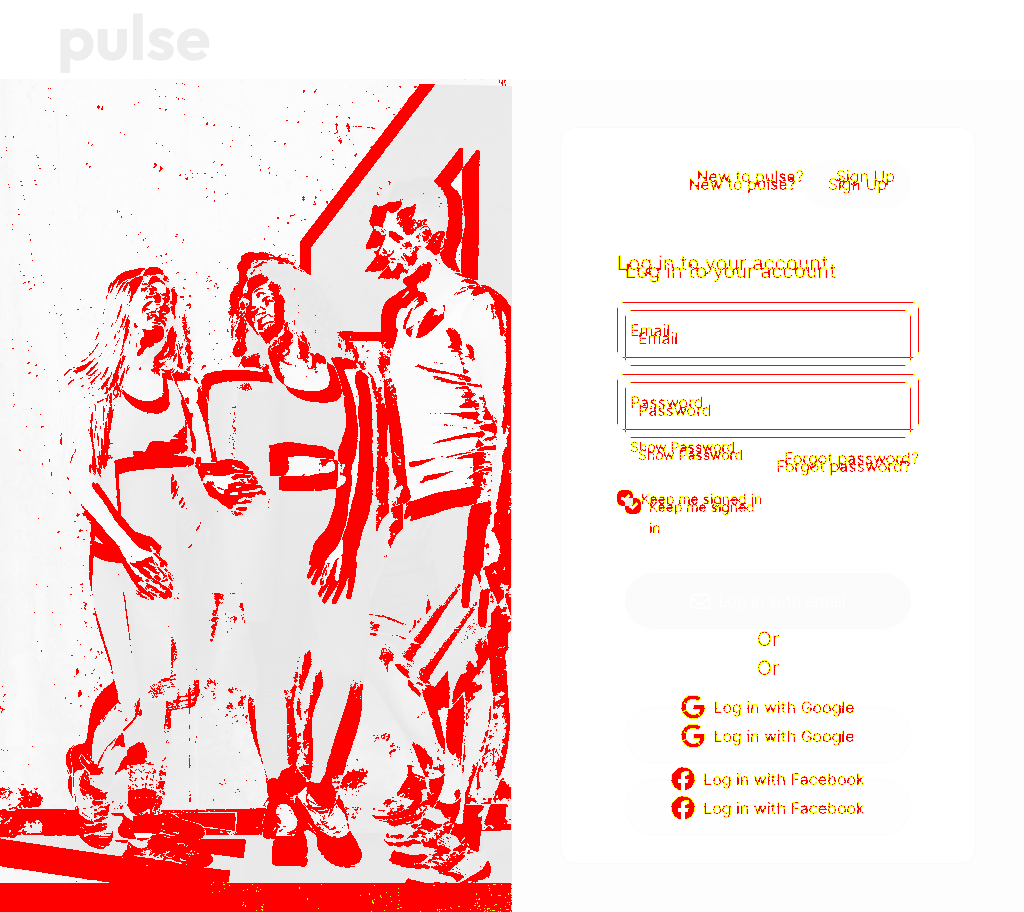 pulse
New to pulse? Sign Up
New to pulse? Sign Up
Log in to your account
Log in to your account
Email
Email
Password
Password
Show Password
Show Password
Forgot password?
Forgot password?
Keep me signed in
Keep me signed
in
Log in with email
Or
Or
Log in with Google
Log in with Google
Log in with Facebook
Log in with Facebook